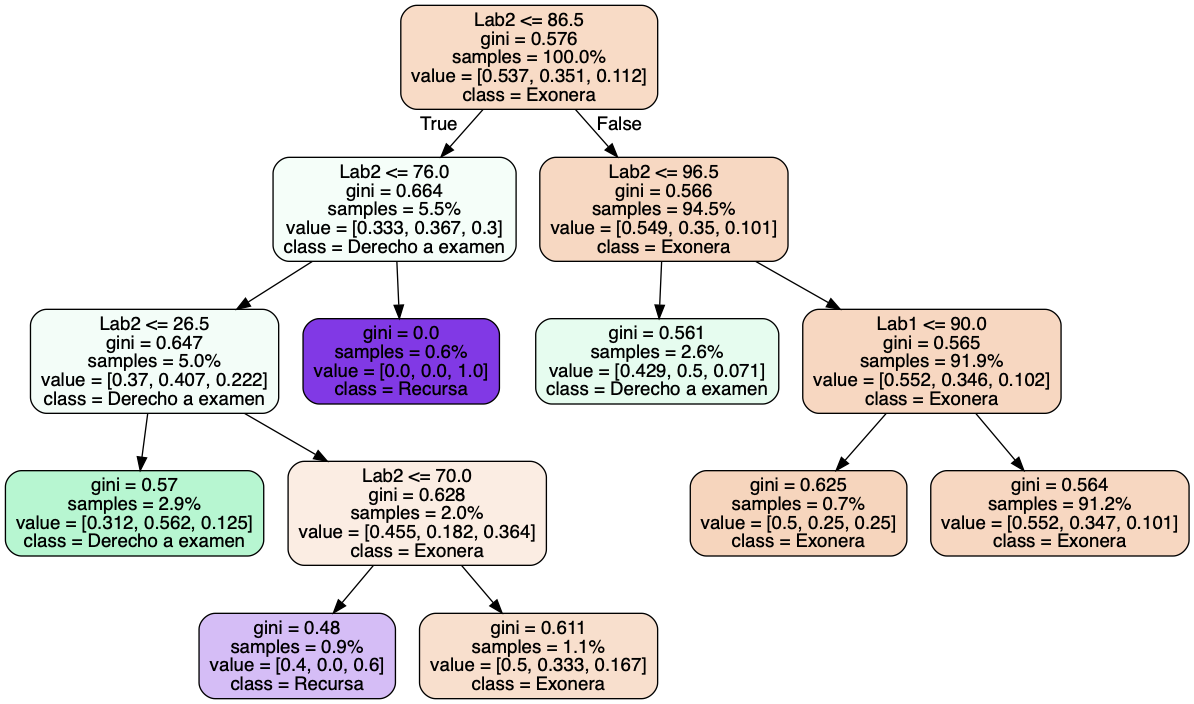 Lab2 <= 86.5
gini = 0.576
samples = 100.0%
value = [0.537, 0.351, 0.112]
class = Exonera
True
False
Lab2 <= 76.0
gini = 0.664
samples = 5.5%
value = [0.333, 0.367, 0.3]
class = Derecho a examen
Lab2 <= 96.5
gini = 0.566
samples = 94.5%
value = [0.549, 0.35, 0.101]
class = Exonera
Lab2 <= 26.5
gini = 0.647
samples = 5.0%
value = [0.37, 0.407, 0.222]
class = Derecho a examen
gini = 0.0
samples = 0.6%
value = [0.0, 0.0, 1.0]
class = Recursa
gini = 0.561
samples = 2.6%
value = [0.429, 0.5, 0.071]
class = Derecho a examen
Lab1 <= 90.0
gini = 0.565
samples = 91.9%
value = [0.552, 0.346, 0.102]
class = Exonera
gini = 0.57
samples = 2.9%
value = [0.312, 0.562, 0.125]
class = Derecho a examen
Lab2 <= 70.0
gini = 0.628
samples = 2.0%
value = [0.455, 0.182, 0.364]
class = Exonera
gini = 0.625
samples = 0.7%
value = [0.5, 0.25, 0.25]
class = Exonera
gini = 0.564
samples = 91.2%
value = [0.552, 0.347, 0.101]
class = Exonera
gini = 0.48
samples = 0.9%
value = [0.4, 0.0, 0.6]
class = Recursa
gini = 0.611
samples = 1.1%
value = [0.5, 0.333, 0.167]
class = Exonera